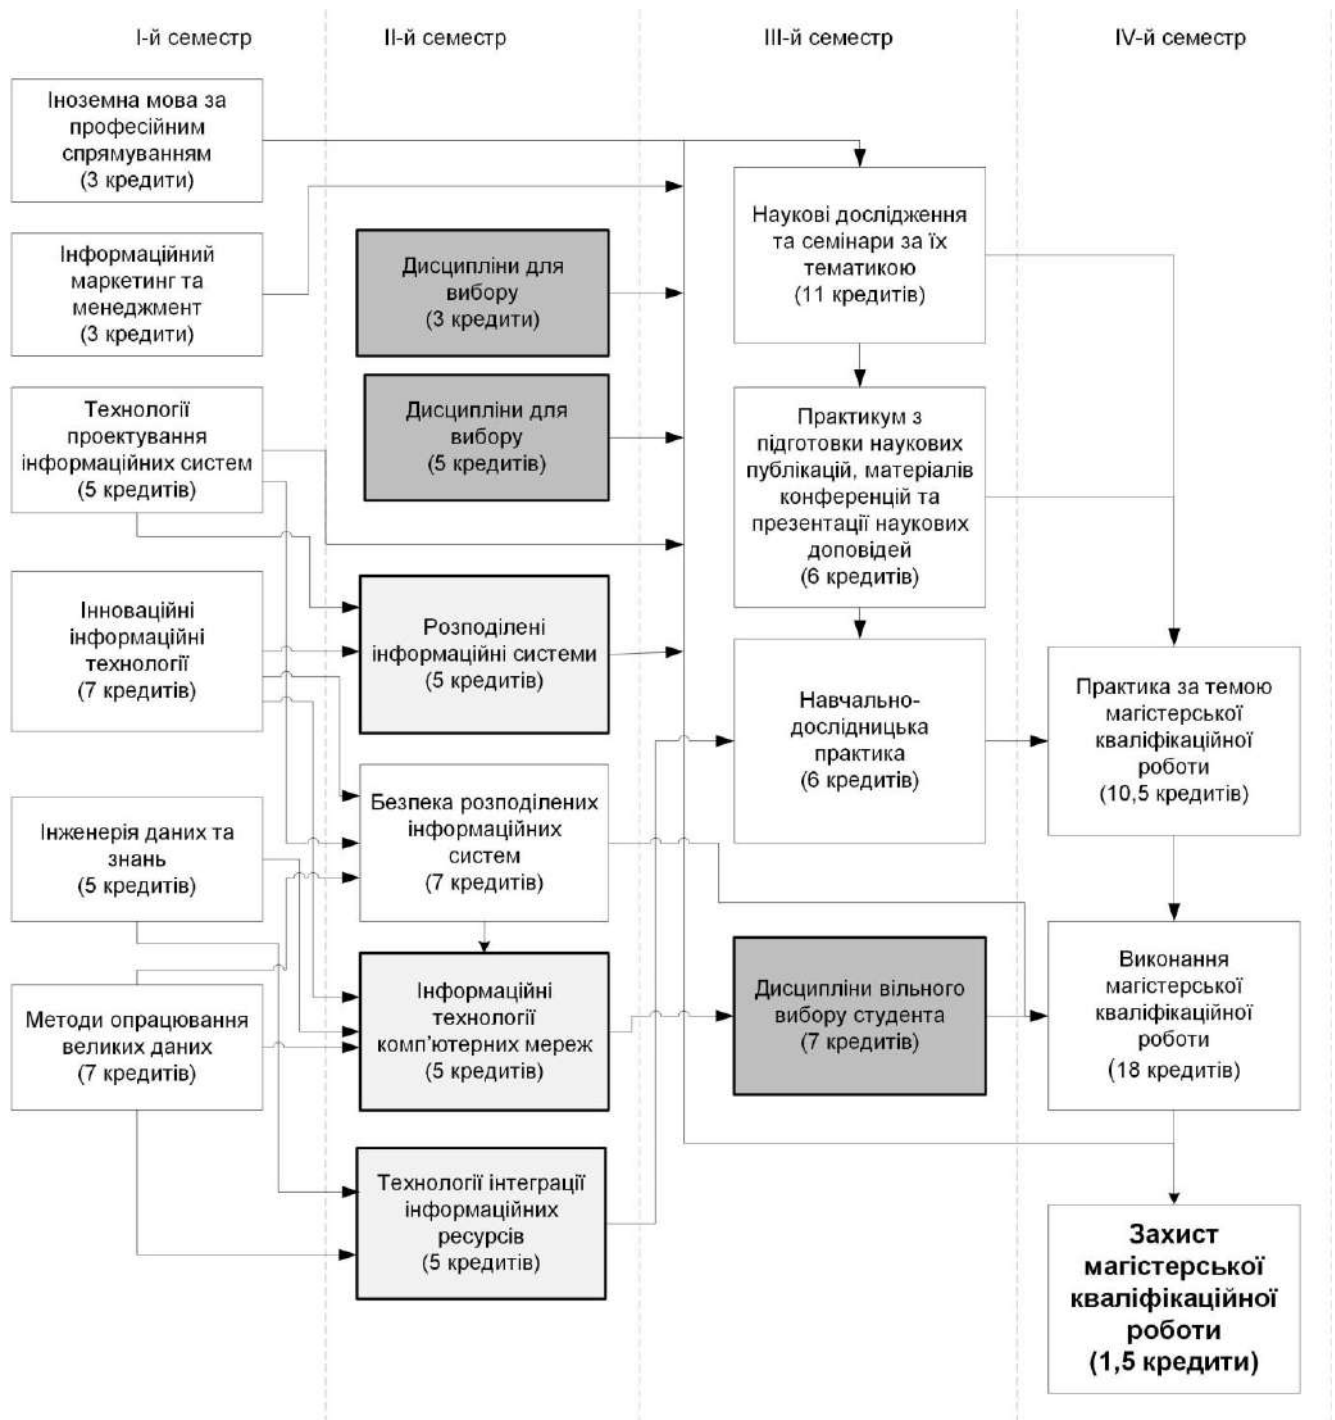 І-й семестр
ІІ-й семестр
ІІІ-й семестр
IV-й семестр
Іноземна мова за
професійним
спрямуванням
(3 кредити)
Інформаційний
маркетинг та
менеджмент
(3 кредити)
Технології
проектування
інформаційних систем
(5 кредитів)
Інноваційні
інформаційні
технології
(7 кредитів)
Інженерія даних та
знань
(5 кредитів)
Методи опрацювання
великих даних
(7 кредитів)
Дисципліни для
вибору
(3 кредити)
Дисципліни для
вибору
(5 кредитів)
Розподілені
інформаційні системи
(5 кредитів)
Безпека розподілених
інформаційних
систем
(7 кредитів)
Інформаційні
технології
комп'ютерних мереж
(5 кредитів)
Технології інтеграції
інформаційних
ресурсів
(5 кредитів)
Наукові дослідження
та семінари за їх
тематикою
(11 кредитів)
Практикум з
підготовки наукових
публікацій, матеріалів
конференцій та
презентації наукових
доповідей
(6 кредитів)
Навчально-
дослідницька
практика
(6 кредитів)
Дисципліни вільного
вибору студента
(7 кредитів)
Практика за темою
магістерської
кваліфікаційної
роботи
(10,5 кредитів)
Виконання
магістерської
кваліфікаційної
роботи
(18 кредитів)
Захист
магістерської
кваліфікаційної
роботи
(1,5 кредити)